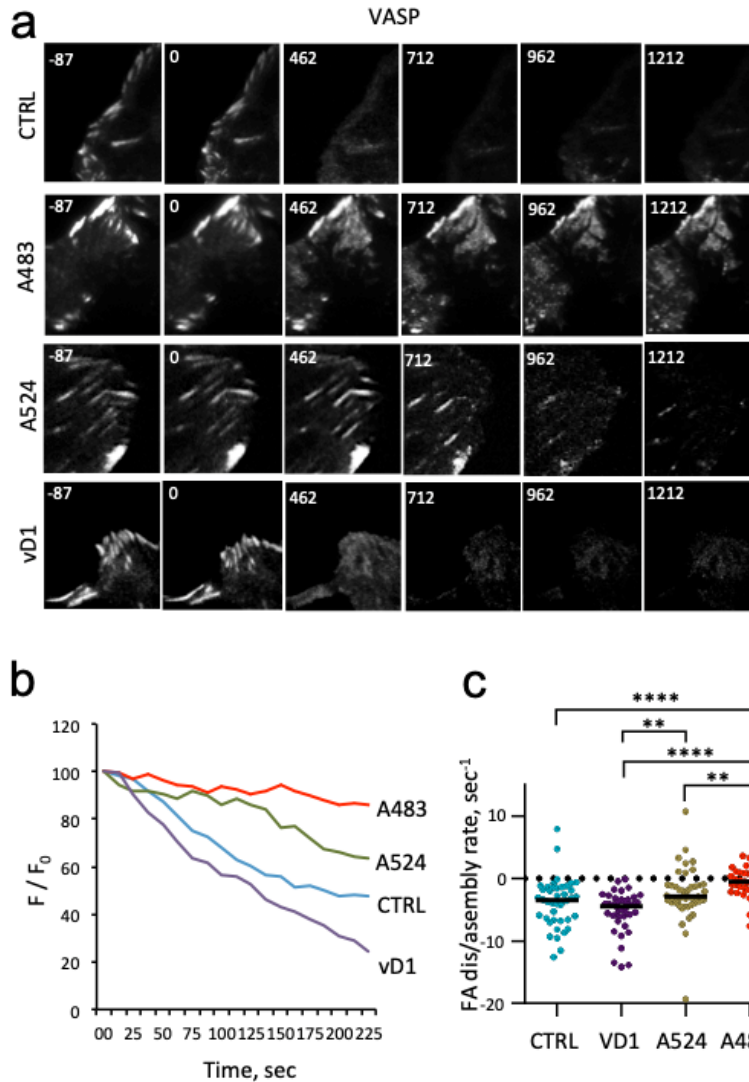 a
VASP
CTRL
-87 0 462 712 962 1212
A483
-87 0 462 712 962 1212
A524
-87 0 462 712 962 1212
vD1
-87 0 462 712 962 1212
b
F / F0
120
100
80
60
40
20
0
A483
A524
CTRL
vD1
00 25 50 75 100 125 150 175 200 225
Time, sec
c
****
**
****
**
FA dis/asembly rate, sec-1
10
0
-10
-20
CTRL VD1 A524 A48